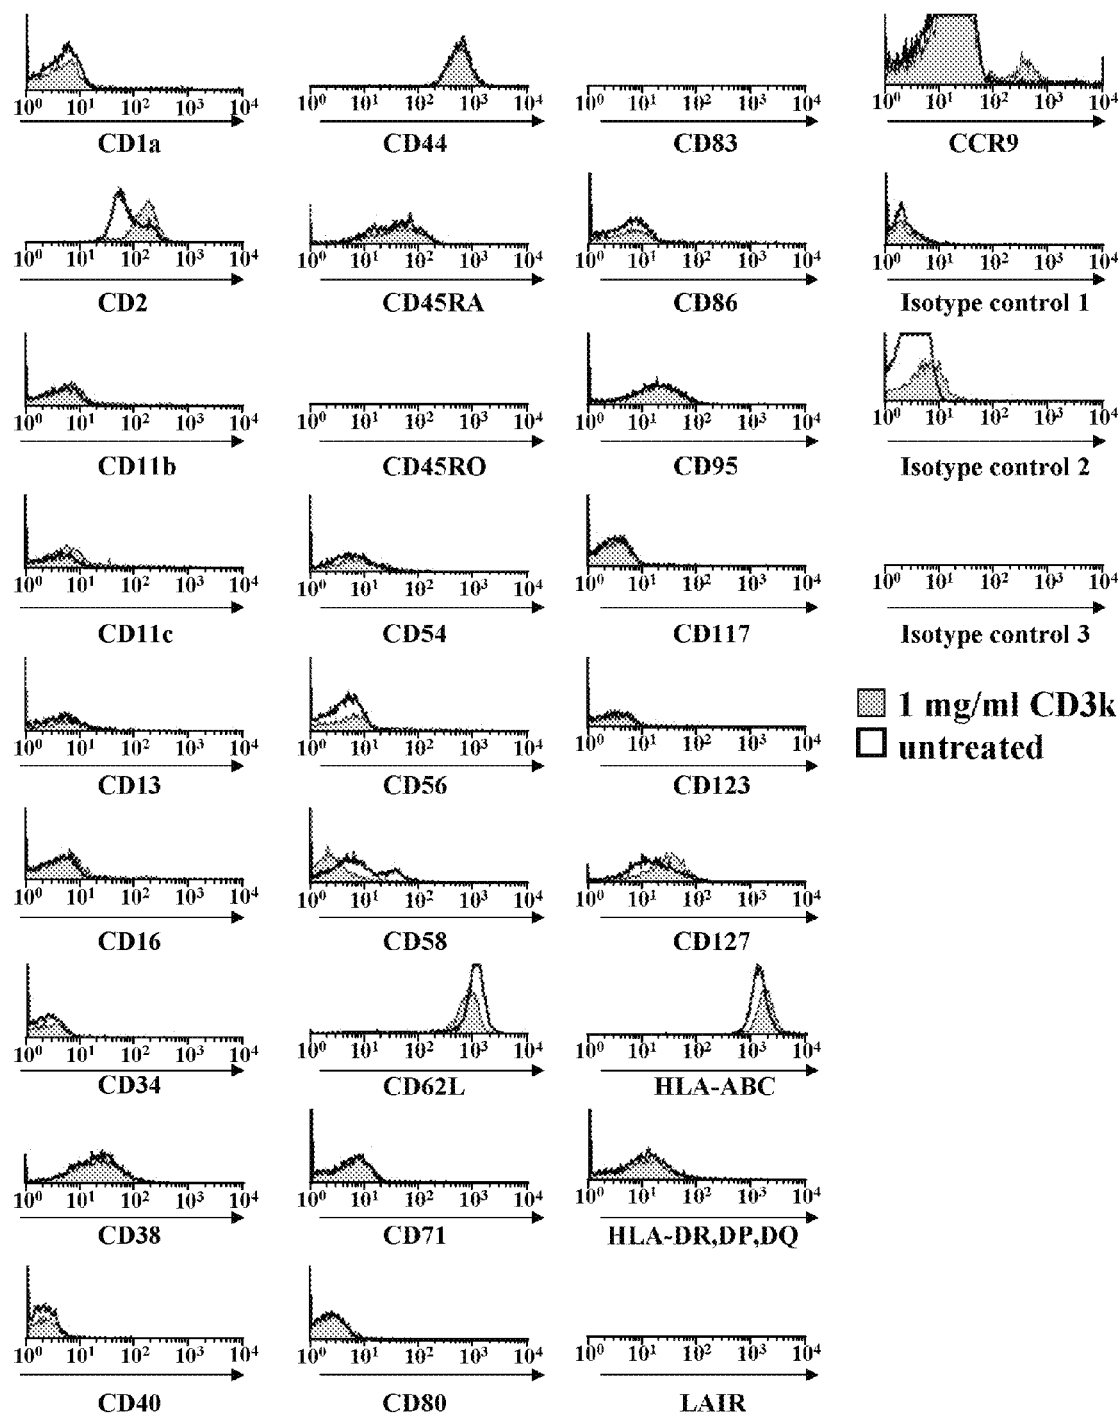 10⁰ 10¹ 10² 10³ 10⁴ 10⁰ 10¹ 10² 10³ 10⁴ 10⁰ 10¹ 10² 10³ 10⁴ 10⁰ 10¹ 10² 10³ 10⁴
CD1a CD44 CD83 CCR9
10⁰ 10¹ 10² 10³ 10⁴ 10⁰ 10¹ 10² 10³ 10⁴ 10⁰ 10¹ 10² 10³ 10⁴ 10⁰ 10¹ 10² 10³ 10⁴
CD2 CD45RA CD86 Isotype control 1
10⁰ 10¹ 10² 10³ 10⁴ 10⁰ 10¹ 10² 10³ 10⁴ 10⁰ 10¹ 10² 10³ 10⁴ 10⁰ 10¹ 10² 10³ 10⁴
CD11b CD45RO CD95 Isotype control 2
10⁰ 10¹ 10² 10³ 10⁴ 10⁰ 10¹ 10² 10³ 10⁴ 10⁰ 10¹ 10² 10³ 10⁴ 10⁰ 10¹ 10² 10³ 10⁴
CD11c CD54 CD117 Isotype control 3
1 mg/ml CD3k
untreated
10⁰ 10¹ 10² 10³ 10⁴ 10⁰ 10¹ 10² 10³ 10⁴ 10⁰ 10¹ 10² 10³ 10⁴
CD13 CD56 CD123
10⁰ 10¹ 10² 10³ 10⁴ 10⁰ 10¹ 10² 10³ 10⁴ 10⁰ 10¹ 10² 10³ 10⁴
CD16 CD58 CD127
10⁰ 10¹ 10² 10³ 10⁴ 10⁰ 10¹ 10² 10³ 10⁴ 10⁰ 10¹ 10² 10³ 10⁴
CD34 CD62L HLA-ABC
10⁰ 10¹ 10² 10³ 10⁴ 10⁰ 10¹ 10² 10³ 10⁴ 10⁰ 10¹ 10² 10³ 10⁴
CD38 CD71 HLA-DR,DP,DQ
10⁰ 10¹ 10² 10³ 10⁴ 10⁰ 10¹ 10² 10³ 10⁴ 10⁰ 10¹ 10² 10³ 10⁴
CD40 CD80 LAIR